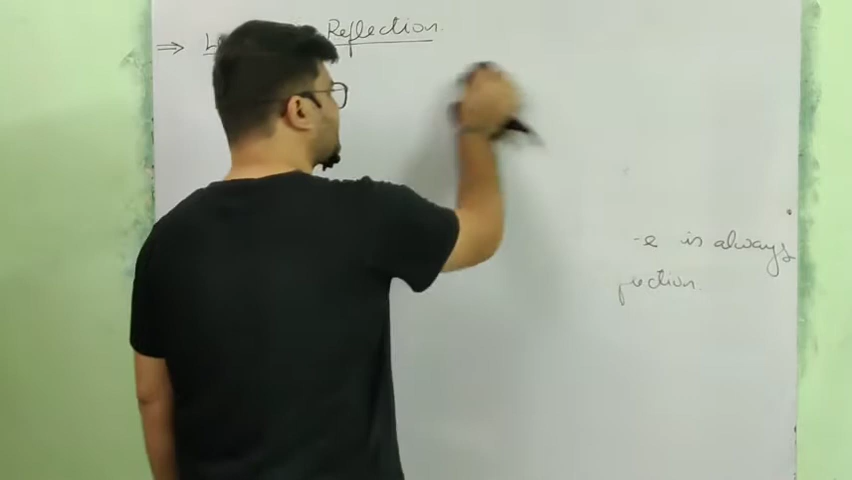 ⇒ L Reflection.
-e is always
flection.